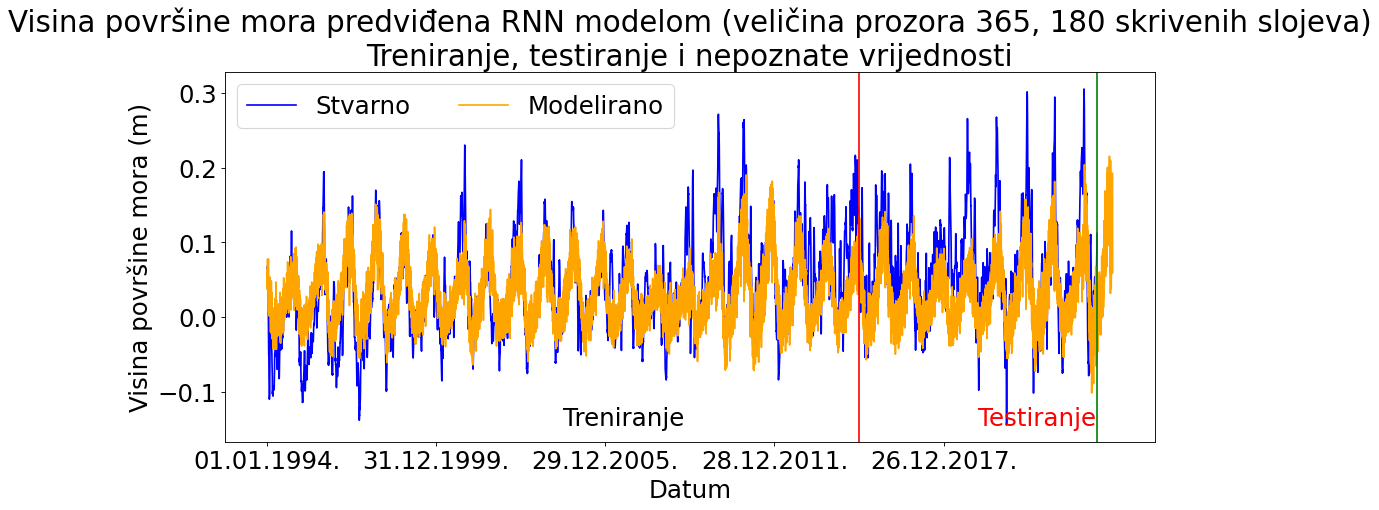 Visina površine mora predviđena RNN modelom (veličina prozora 365, 180 skrivenih slojeva)
Treniranje, testiranje i nepoznate vrijednosti
Stvarno
Modelirano
Visina površine mora (m)
0.3
0.2
0.1
0.0
−0.1
Treniranje
Testiranje
01.01.1994.
31.12.1999.
29.12.2005.
28.12.2011.
26.12.2017.
Datum